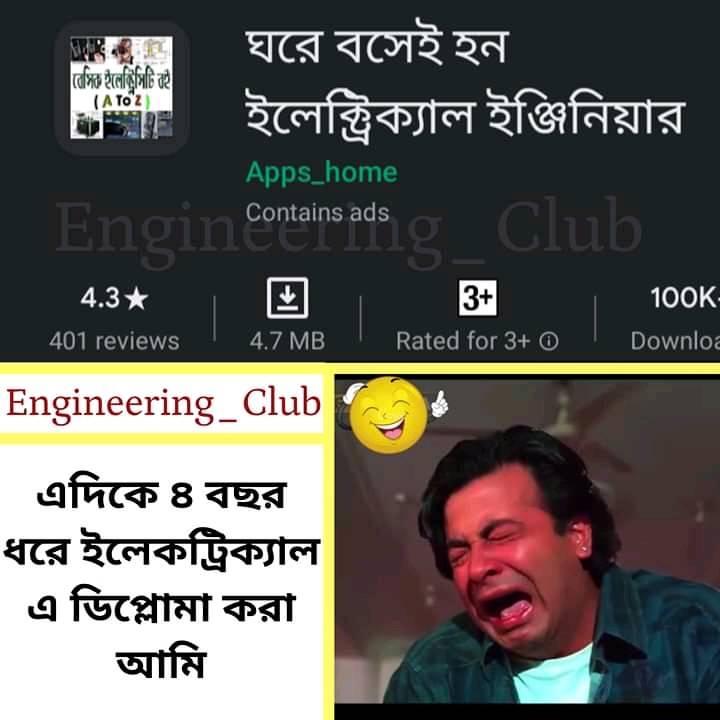 বেসিক ইলেক্ট্রিসিটি বই
( A To Z )
ঘরে বসেই হন
ইলেক্ট্রিক্যাল ইঞ্জিনিয়ার
Apps_home
Contains ads
Engineering_Club
4.3★
3+
100K
401 reviews
4.7 MB
Rated for 3+
Downloa
Engineering_Club
এদিকে ৪ বছর
ধরে ইলেকট্রিক্যাল
এ ডিপ্লোমা করা
আমি